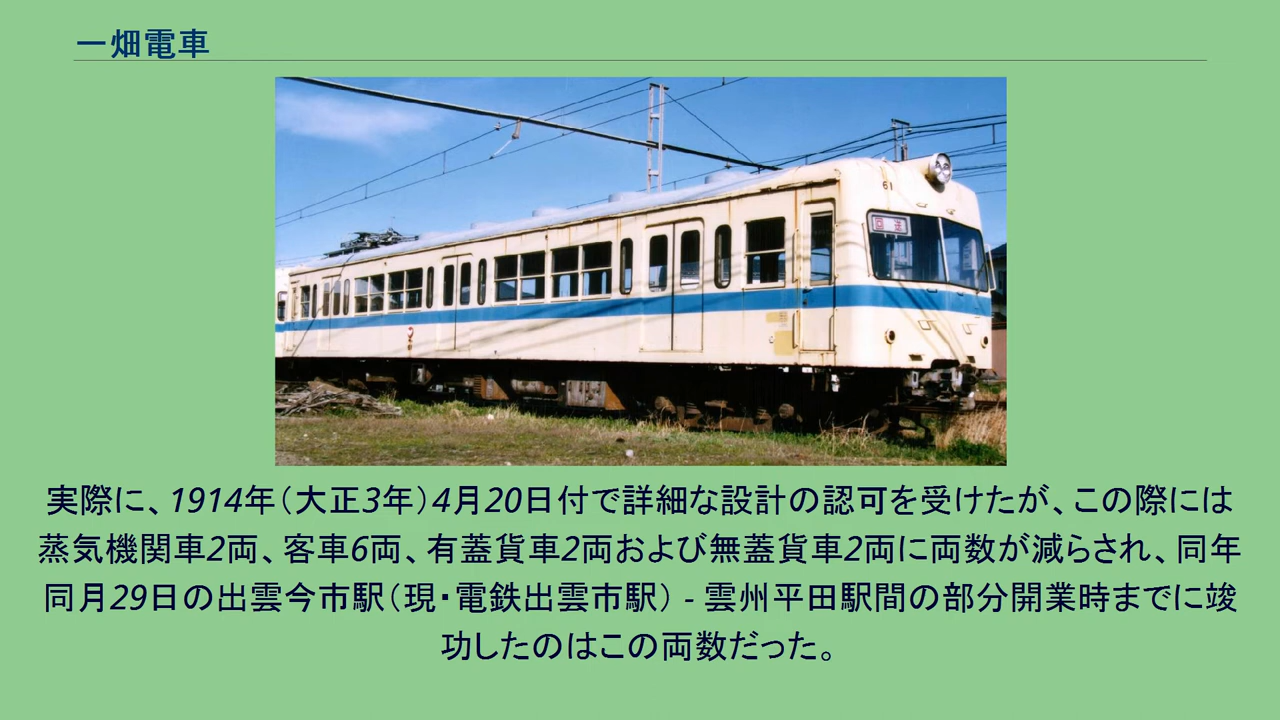 一畑電車
61
回送
実際に、1914年(大正3年)4月20日付で詳細な設計の認可を受けたが、この際には
蒸気機関車2両、客車6両、有蓋貨車2両および無蓋貨車2両に両数が減らされ、同年
同月29日の出雲今市駅(現・電鉄出雲市駅) - 雲州平田駅間の部分開業時までに竣
功したのはこの両数だった。